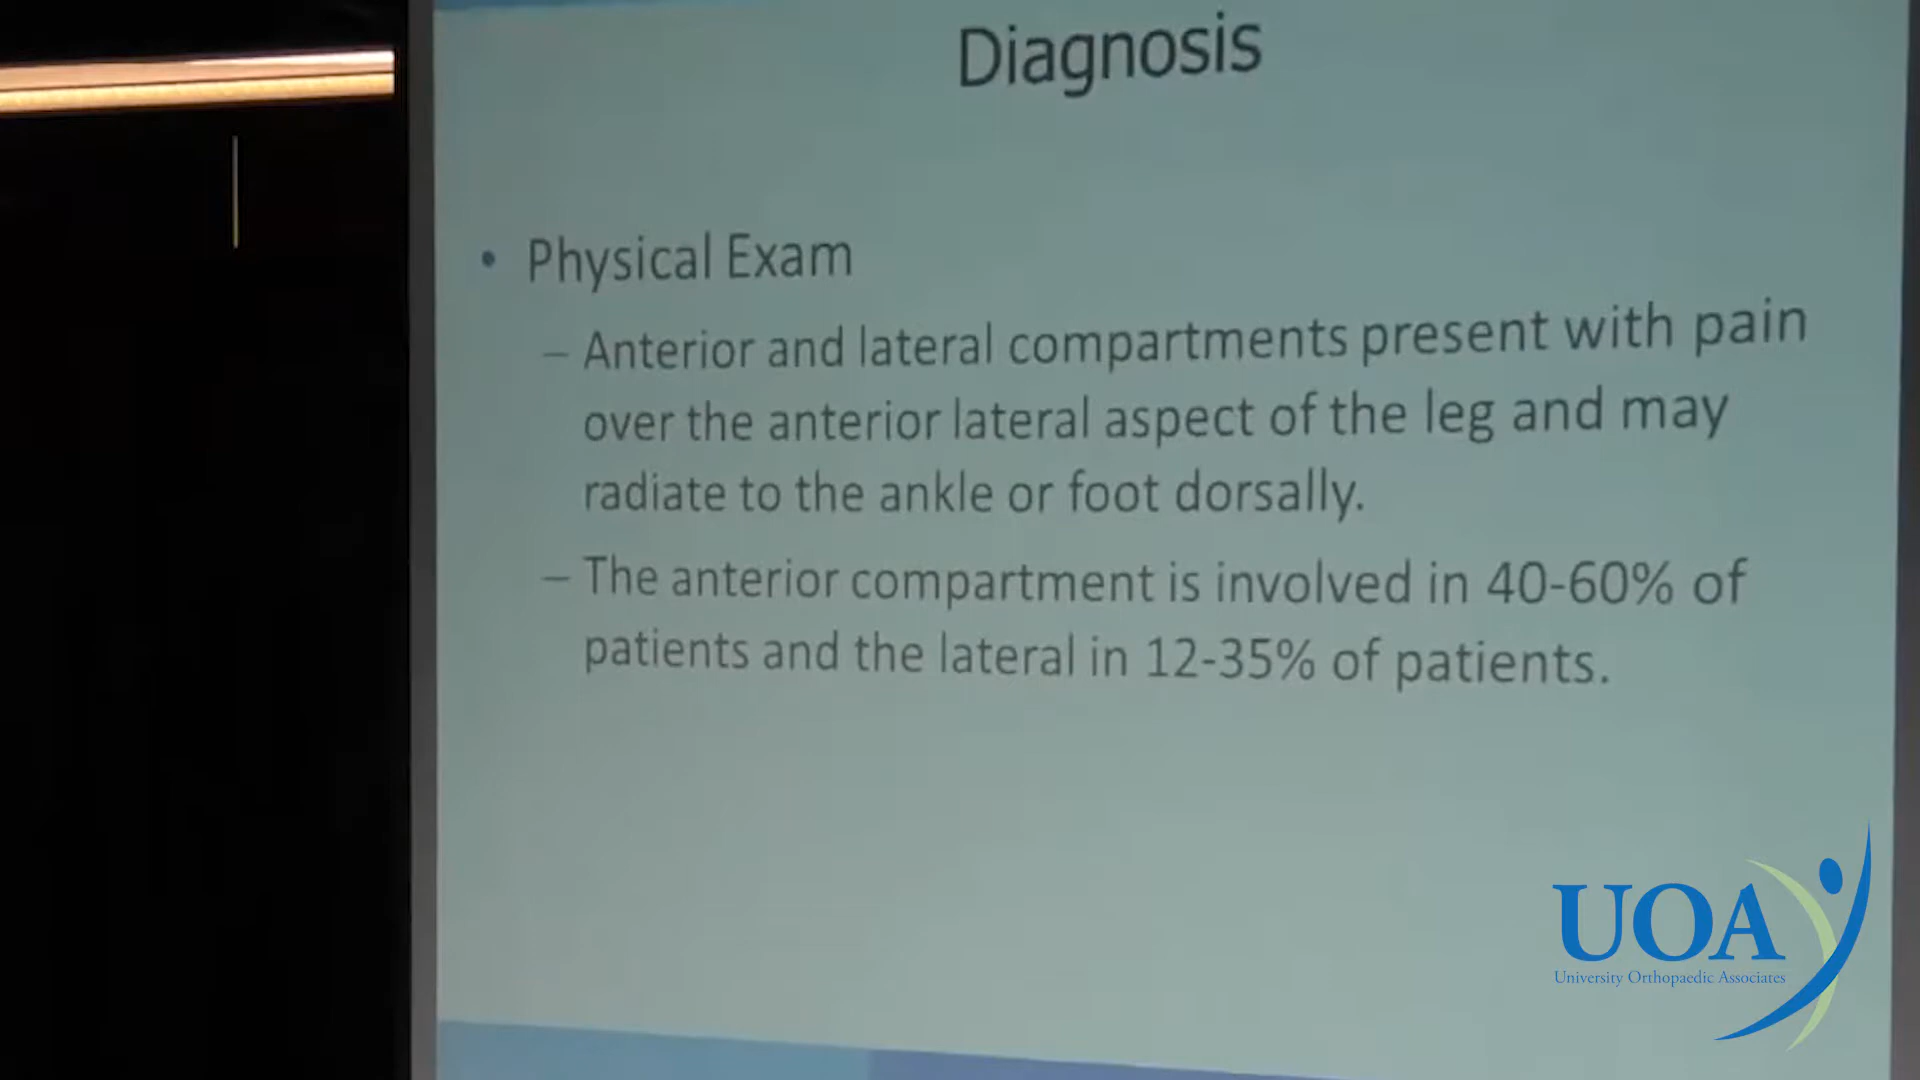 Diagnosis
• Physical Exam
– Anterior and lateral compartments present with pain
over the anterior lateral aspect of the leg and may
radiate to the ankle or foot dorsally.
– The anterior compartment is involved in 40-60% of
patients and the lateral in 12-35% of patients.
UOA
University Orthopaedic Associates